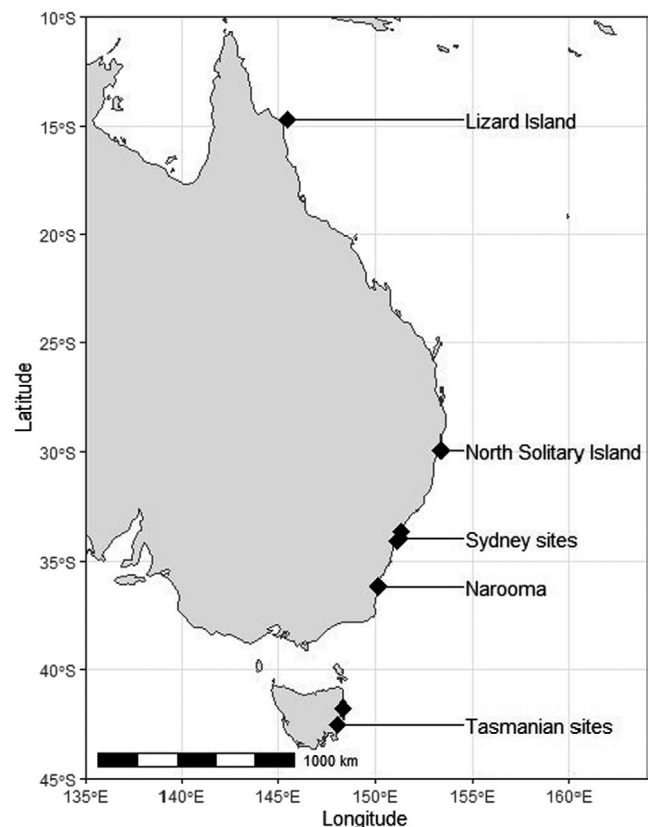 10°S
15°S
20°S
25°S
30°S
35°S
40°S
45°S
Latitude
Lizard Island
North Solitary Island
Sydney sites
Narooma
Tasmanian sites
1000 km
135°E 140°E 145°E 150°E 155°E 160°E
Longitude